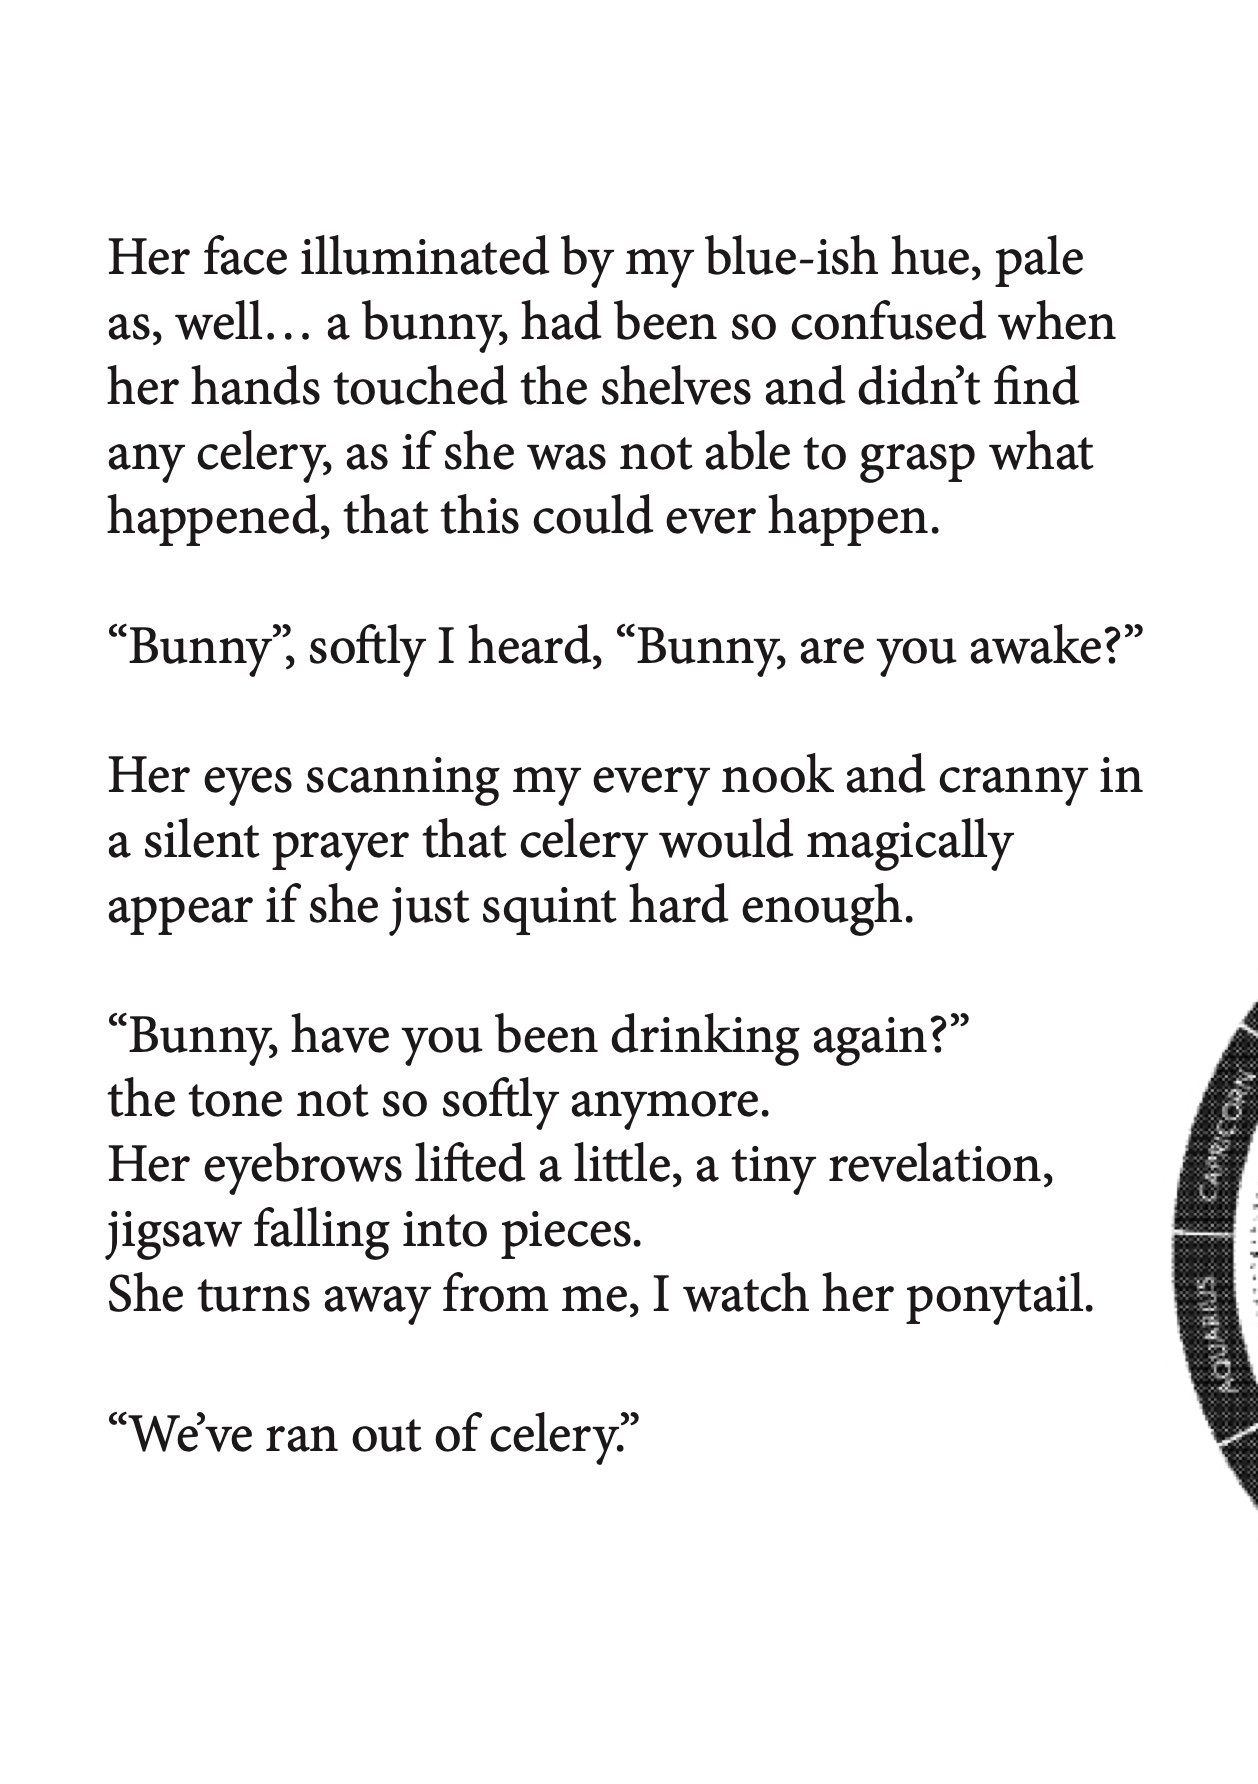 Her face illuminated by my blue-ish hue, pale
as, well… a bunny, had been so confused when
her hands touched the shelves and didn’t find
any celery, as if she was not able to grasp what
happened, that this could ever happen.
“Bunny”, softly I heard, “Bunny, are you awake?”
Her eyes scanning my every nook and cranny in
a silent prayer that celery would magically
appear if she just squint hard enough.
“Bunny, have you been drinking again?”
the tone not so softly anymore.
Her eyebrows lifted a little, a tiny revelation,
jigsaw falling into pieces.
She turns away from me, I watch her ponytail.
“We’ve ran out of celery.”
CAPRICORN
AQUARIUS